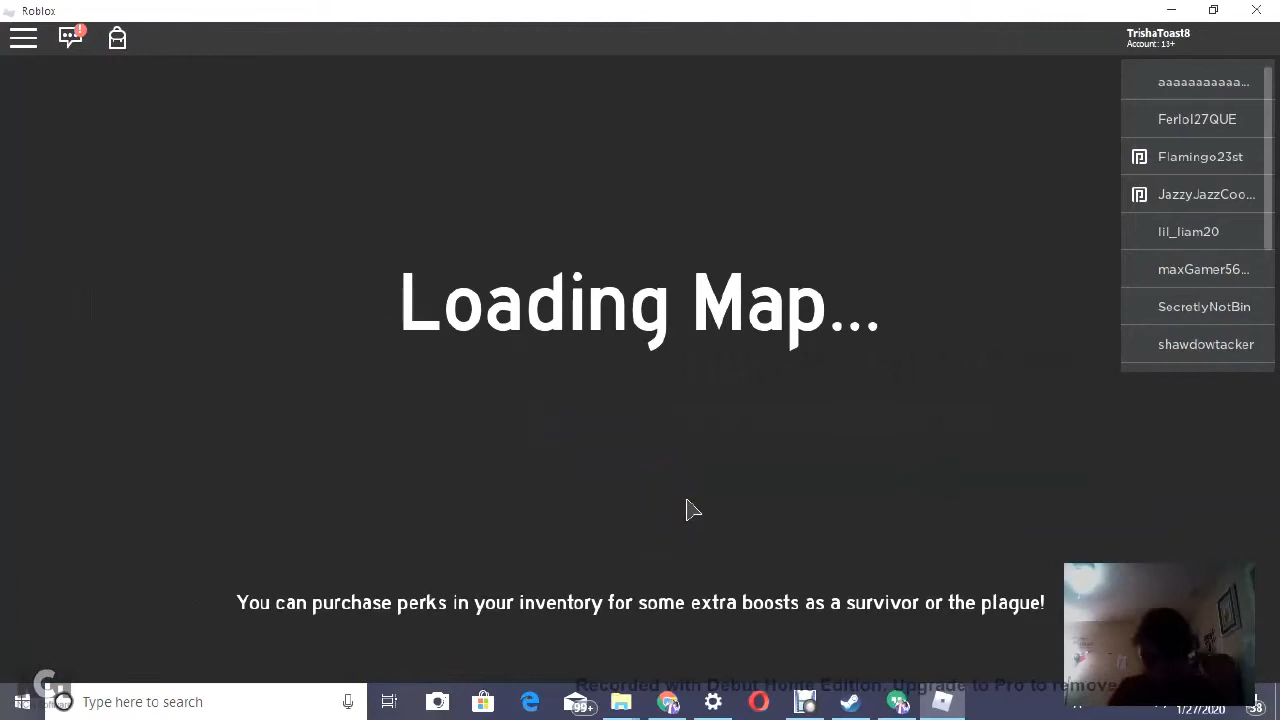 Roblox
TrishaToast8
Account: 13+
aaaaaaaaaaa...
Ferlol27QUE
Flamingo23st
JazzyJazzCoo...
lil_liam20
maxGamer56...
SecretlyNotBin
shawdowtacker
Loading Map...
You can purchase perks in your inventory for some extra boosts as a survivor or the plague!
Recorded with Debut Home Edition. Upgrade to Pro to remove
Type here to search
99+
1/27/2020
38